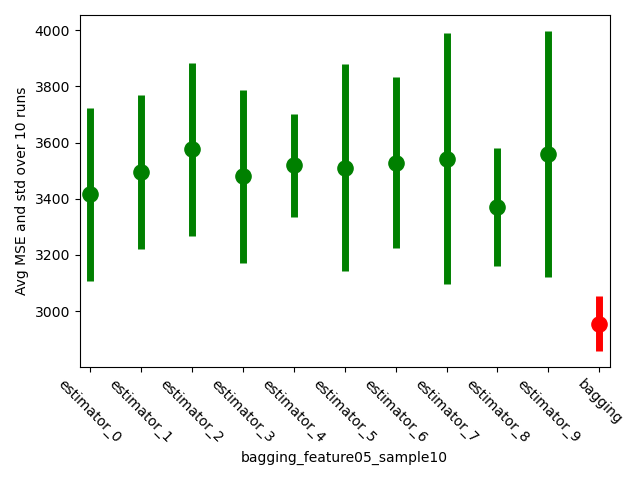 Avg MSE and std over 10 runs
4000
3800
3600
3400
3200
3000
estimator_0
estimator_1
estimator_2
estimator_3
estimator_4
estimator_5
estimator_6
estimator_7
estimator_8
estimator_9
bagging
bagging_feature05_sample10